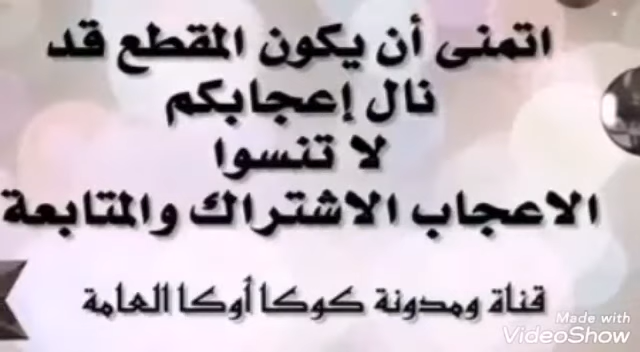 اتمنى أن يكون المقطع قد
نال إعجابكم
لا تنسوا
الاعجاب الاشتراك والمتابعة
قناة ومدونة كوكا أوكا العامة
Made with
VideoShow